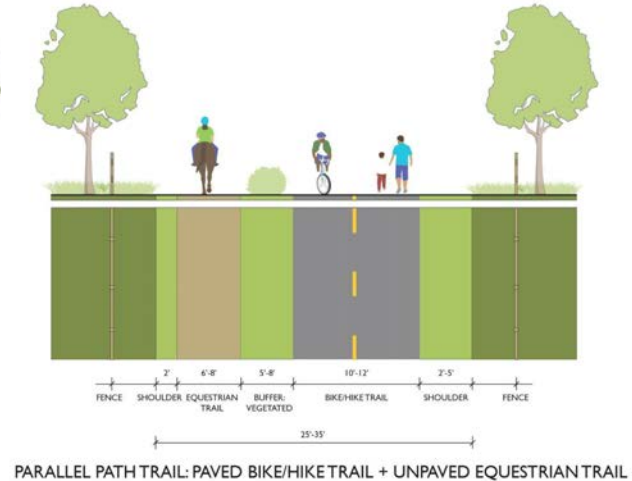 2' 6'-8' 5'-8' 10'-12' 2'-5'
FENCE SHOULDER EQUESTRIAN TRAIL BUFFER: VEGETATED BIKE/HIKE TRAIL SHOULDER FENCE
25'-35'
PARALLEL PATH TRAIL: PAVED BIKE/HIKE TRAIL + UNPAVED EQUESTRIAN TRAIL